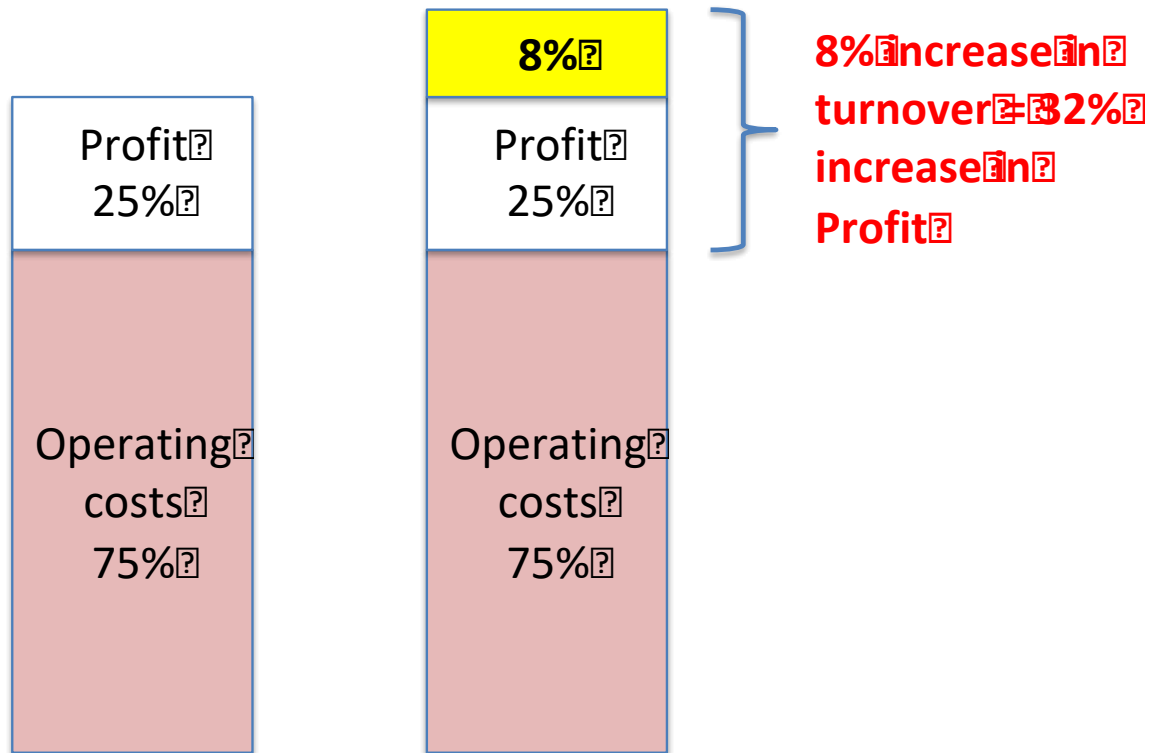 Profit
25%
Operating
costs
75%
8%
Profit
25%
Operating
costs
75%
8% increase in
turnover = 32%
increase in
Profit